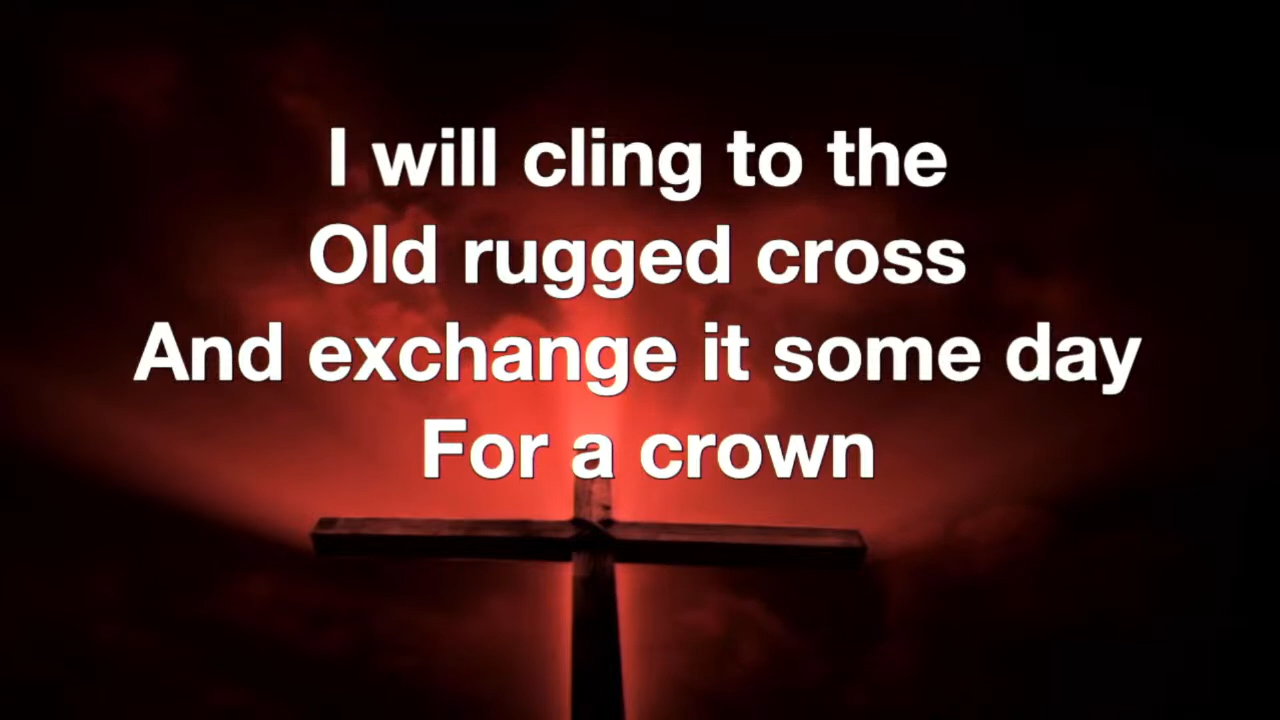 I will cling to the
Old rugged cross
And exchange it some day
For a crown